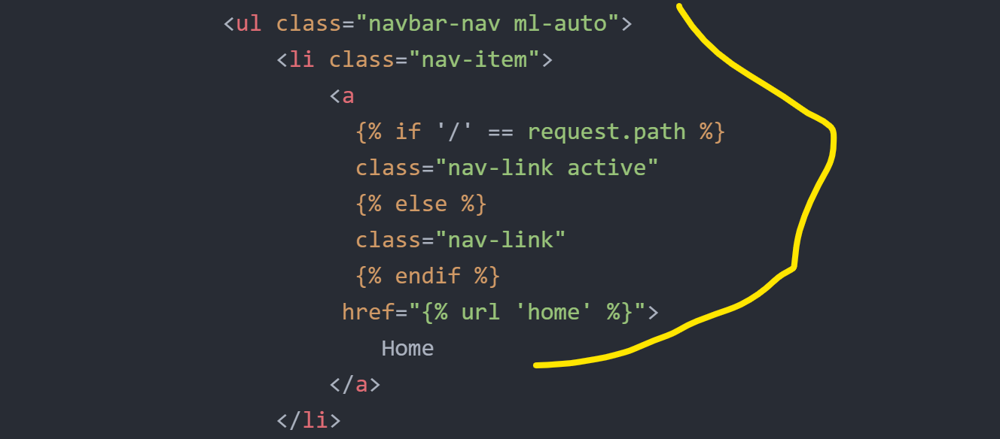 <ul class="navbar-nav ml-auto">
<li class="nav-item">
<a
{% if '/' == request.path %}
class="nav-link active"
{% else %}
class="nav-link"
{% endif %}
href="{% url 'home' %}">
Home
</a>
</li>